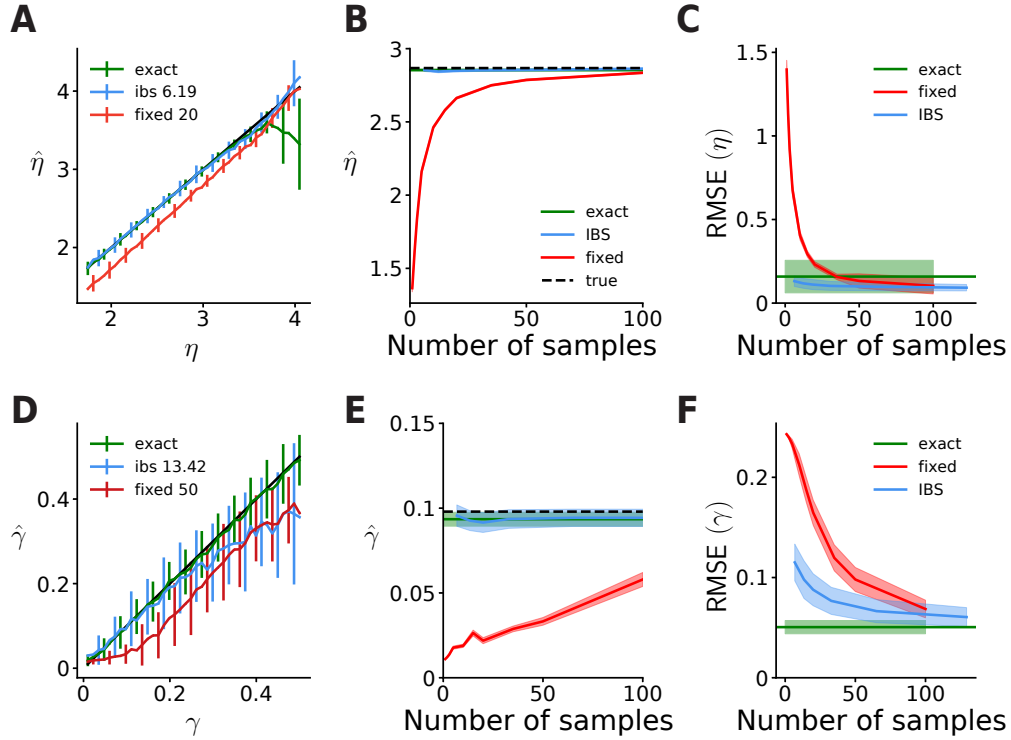 A
exact
ibs 6.19
fixed 20
4
3
2
η̂
2
3
4
η
B
3
2.5
2
1.5
η̂
exact
IBS
fixed
true
0
50
100
Number of samples
C
1.5
1
0.5
0
RMSE (η)
exact
fixed
IBS
0
50
100
Number of samples
D
exact
ibs 13.42
fixed 50
0.4
0.2
0
γ̂
0
0.2
0.4
γ
E
0.15
0.1
0.05
0
γ̂
0
50
100
Number of samples
F
0.2
0.1
0
RMSE (γ)
exact
fixed
IBS
0
50
100
Number of samples